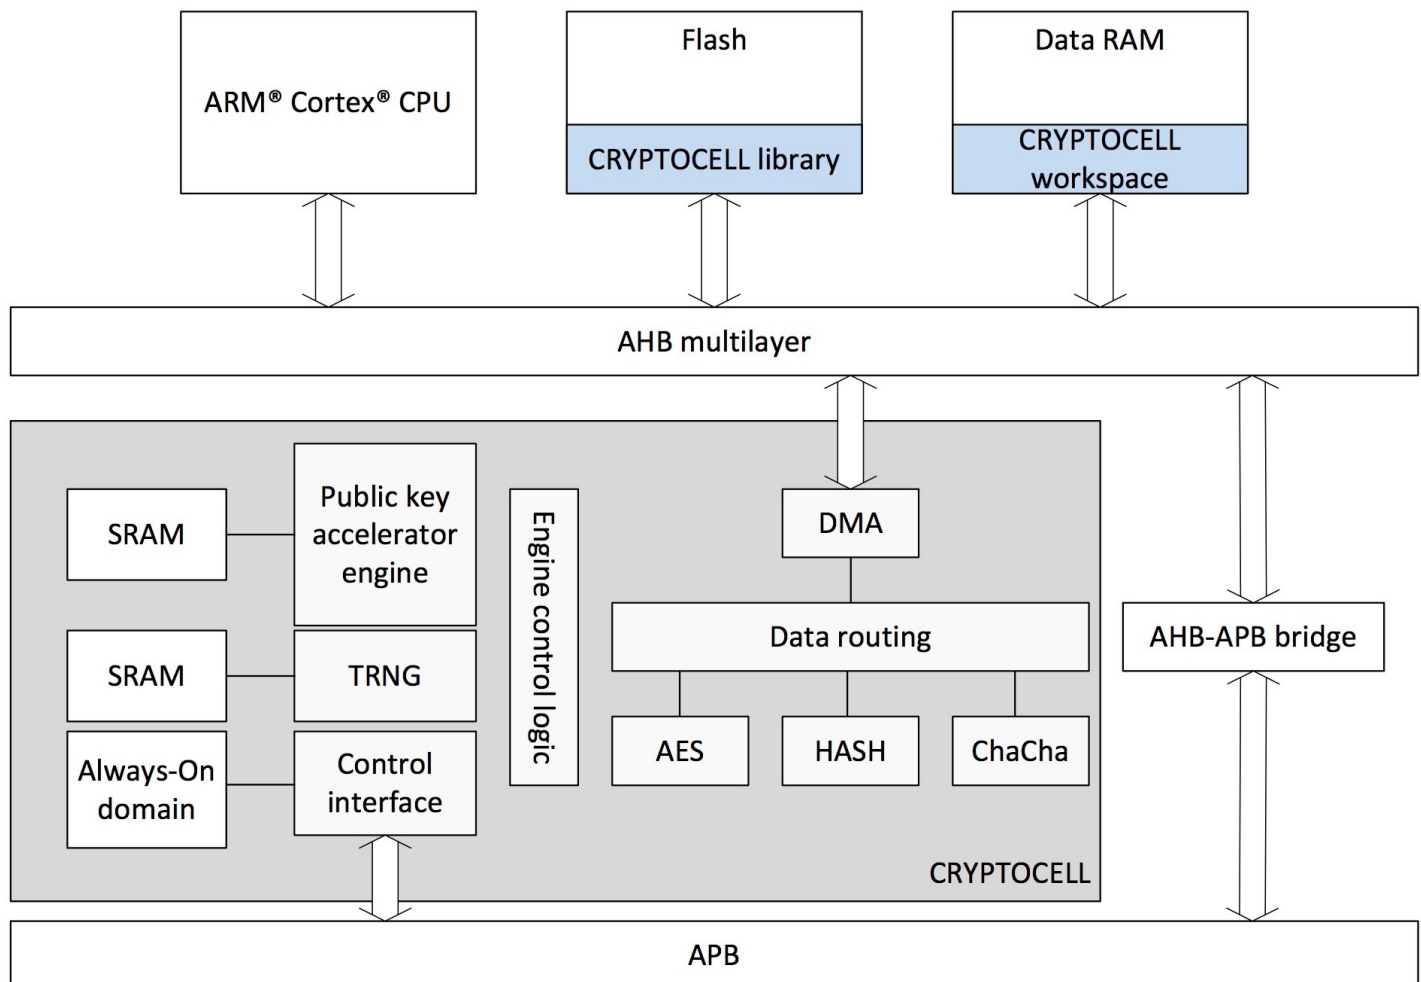 ARM® Cortex® CPU
Flash
CRYPTOCELL library
Data RAM
CRYPTOCELL
workspace
AHB multilayer
SRAM
Public key
accelerator
engine
SRAM
TRNG
Always-On
domain
Control
interface
Engine control logic
DMA
Data routing
AES
HASH
ChaCha
CRYPTOCELL
AHB-APB bridge
APB